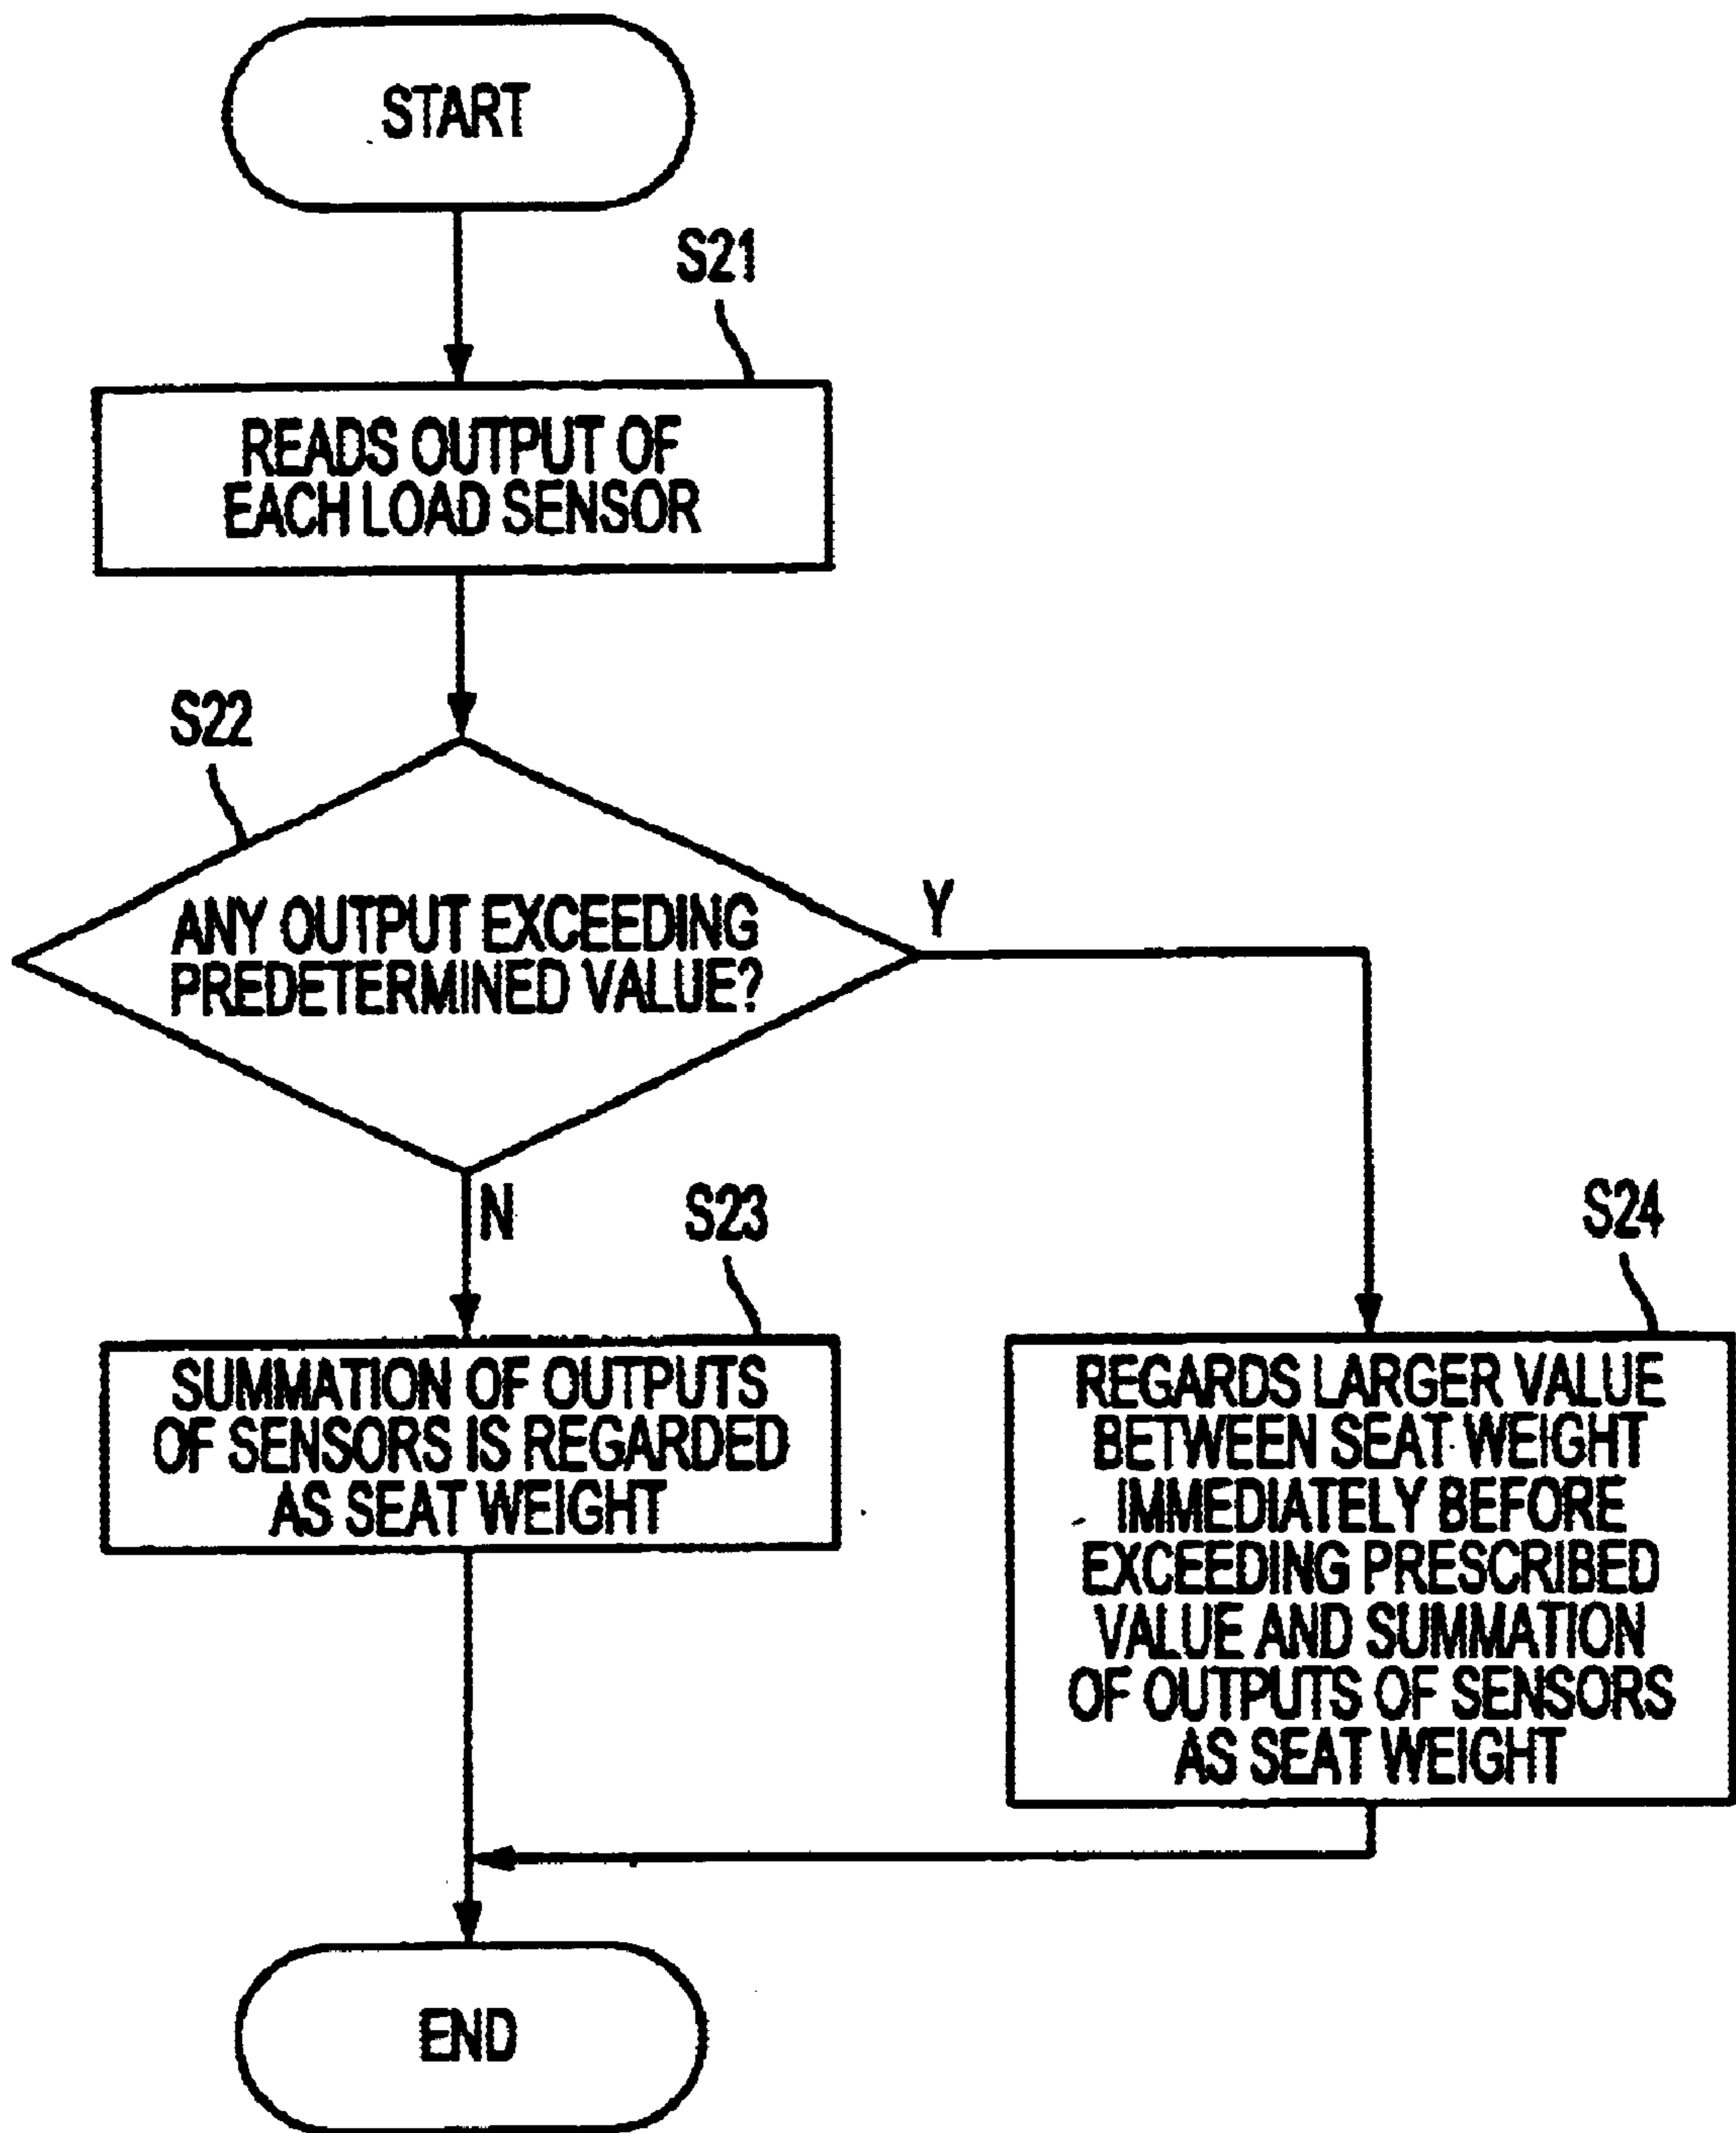 START
S21
READS OUTPUT OF
EACH LOAD SENSOR
S22
ANY OUTPUT EXCEEDING
PREDETERMINED VALUE?
Y
N
S23
SUMMATION OF OUTPUTS
OF SENSORS IS REGARDED
AS SEAT WEIGHT
S24
REGARDS LARGER VALUE
BETWEEN SEAT WEIGHT
IMMEDIATELY BEFORE
EXCEEDING PRESCRIBED
VALUE AND SUMMATION
OF OUTPUTS OF SENSORS
AS SEAT WEIGHT
END